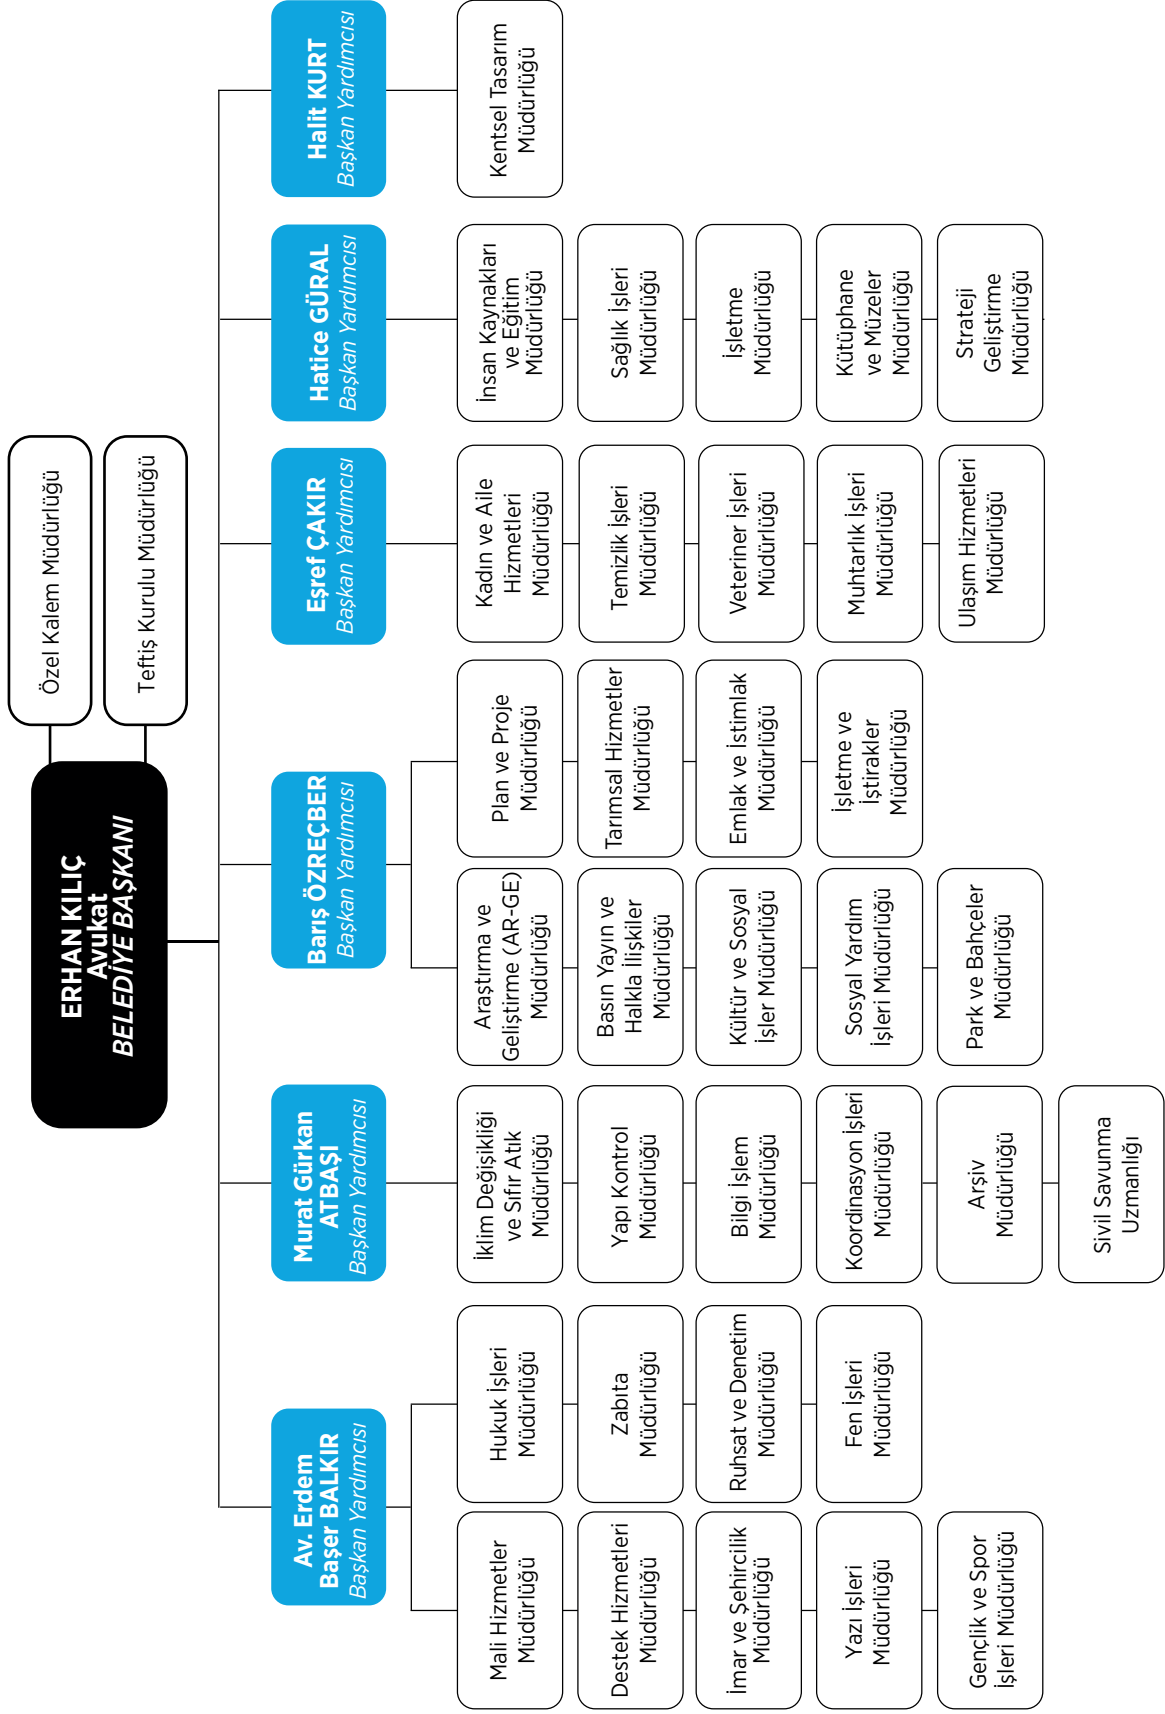 Özel Kalem Müdürlüğü
Teftiş Kurulu Müdürlüğü
ERHAN KILIÇ
Avukat
BELEDİYE BAŞKANI
Av. Erdem
Başer BALKIR
Başkan Yardımcısı
Mali Hizmetler
Müdürlüğü
Destek Hizmetleri
Müdürlüğü
İmar ve Şehircilik
Müdürlüğü
Yazı İşleri
Müdürlüğü
Gençlik ve Spor
İşleri Müdürlüğü
Hukuk İşleri
Müdürlüğü
Zabıta
Müdürlüğü
Ruhsat ve Denetim
Müdürlüğü
Fen İşleri
Müdürlüğü
Murat Gürkan
ATBAŞI
Başkan Yardımcısı
İklim Değişikliği
ve Sıfır Atık
Müdürlüğü
Yapı Kontrol
Müdürlüğü
Bilgi İşlem
Müdürlüğü
Koordinasyon İşleri
Müdürlüğü
Arşiv
Müdürlüğü
Sivil Savunma
Uzmanlığı
Barış ÖZREÇBER
Başkan Yardımcısı
Araştırma ve
Geliştirme (AR-GE)
Müdürlüğü
Basın Yayın ve
Halkla İlişkiler
Müdürlüğü
Kültür ve Sosyal
İşler Müdürlüğü
Sosyal Yardım
İşleri Müdürlüğü
Park ve Bahçeler
Müdürlüğü
Plan ve Proje
Müdürlüğü
Tarımsal Hizmetler
Müdürlüğü
Emlak ve İstimlak
Müdürlüğü
İşletme ve
İştirakler
Müdürlüğü
Eşref ÇAKIR
Başkan Yardımcısı
Kadın ve Aile
Hizmetleri
Müdürlüğü
Temizlik İşleri
Müdürlüğü
Veteriner İşleri
Müdürlüğü
Muhtarlık İşleri
Müdürlüğü
Ulaşım Hizmetleri
Müdürlüğü
Hatice GÜRAL
Başkan Yardımcısı
İnsan Kaynakları
ve Eğitim
Müdürlüğü
Sağlık İşleri
Müdürlüğü
İşletme
Müdürlüğü
Kütüphane
ve Müzeler
Müdürlüğü
Strateji
Geliştirme
Müdürlüğü
Halit KURT
Başkan Yardımcısı
Kentsel Tasarım
Müdürlüğü